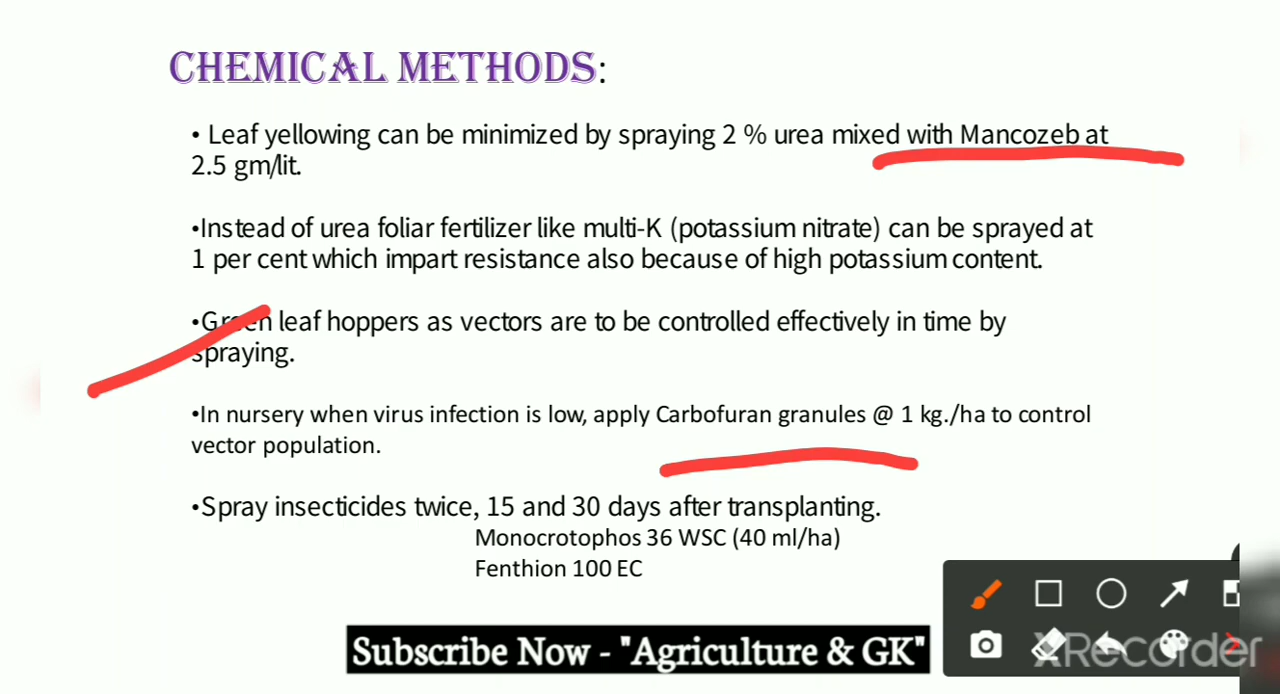 CHEMICAL METHODS:
• Leaf yellowing can be minimized by spraying 2 % urea mixed with Mancozeb at
2.5 gm/lit.
•Instead of urea foliar fertilizer like multi-K (potassium nitrate) can be sprayed at
1 per cent which impart resistance also because of high potassium content.
•Green leaf hoppers as vectors are to be controlled effectively in time by
spraying.
•In nursery when virus infection is low, apply Carbofuran granules @ 1 kg./ha to control
vector population.
•Spray insecticides twice, 15 and 30 days after transplanting.
Monocrotophos 36 WSC (40 ml/ha)
Fenthion 100 EC
Subscribe Now - "Agriculture & GK"
XRecorder